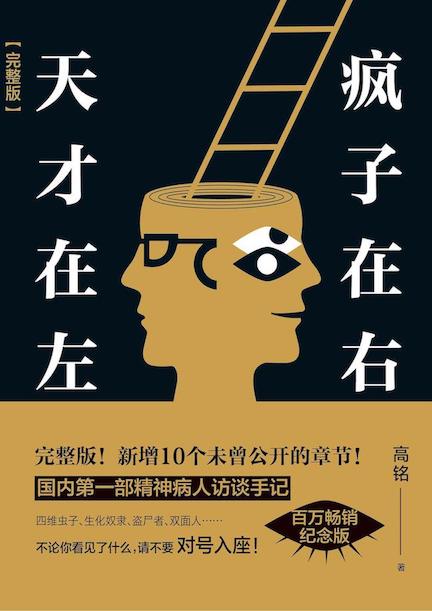 【完整版】
天才在左
疯子在右
完整版！新增10个未曾公开的章节！
国内第一部精神病人访谈手记
四维虫子、生化奴隶、盗尸者、双面人……
不论你看见了什么，请不要 对号入座！
百万畅销
纪念版
高铭——著